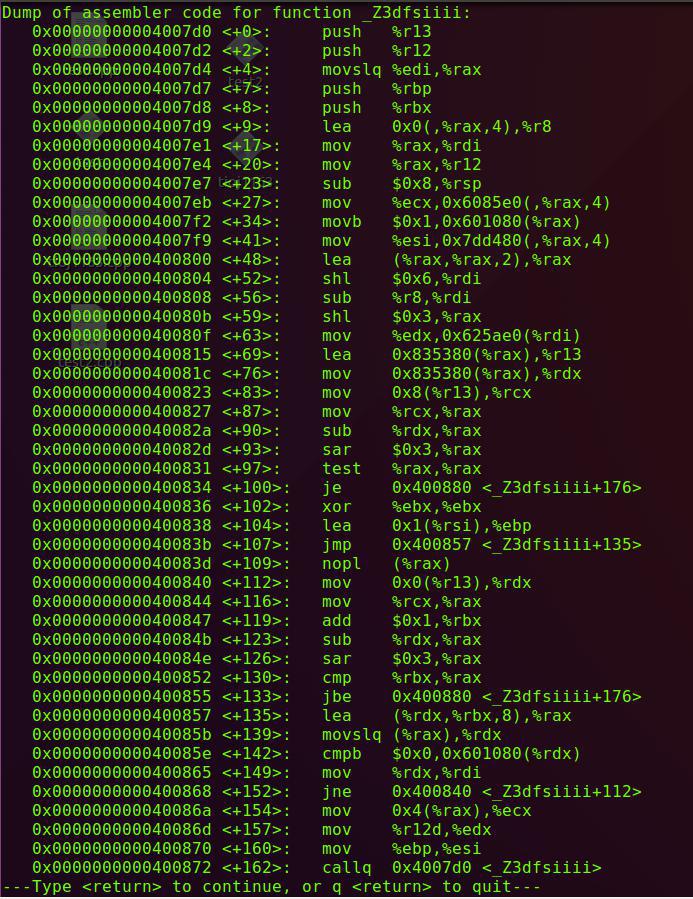 Dump of assembler code for function _Z3dfsiiii:
0x00000000004007d0 <+0>: push %r13
0x00000000004007d2 <+2>: push %r12
0x00000000004007d4 <+4>: movslq %edi,%rax
0x00000000004007d7 <+7>: push %rbp
0x00000000004007d8 <+8>: push %rbx
0x00000000004007d9 <+9>: lea 0x0(,%rax,4),%r8
0x00000000004007e1 <+17>: mov %rax,%rdi
0x00000000004007e4 <+20>: mov %rax,%r12
0x00000000004007e7 <+23>: sub $0x8,%rsp
0x00000000004007eb <+27>: mov %ecx,0x6085e0(,%rax,4)
0x00000000004007f2 <+34>: movb $0x1,0x601080(%rax)
0x00000000004007f9 <+41>: mov %esi,0x7dd480(,%rax,4)
0x0000000000400800 <+48>: lea (%rax,%rax,2),%rax
0x0000000000400804 <+52>: shl $0x6,%rdi
0x0000000000400808 <+56>: sub %r8,%rdi
0x000000000040080b <+59>: shl $0x3,%rax
0x000000000040080f <+63>: mov %edx,0x625ae0(%rdi)
0x0000000000400815 <+69>: lea 0x835380(%rax),%r13
0x000000000040081c <+76>: mov 0x835380(%rax),%rdx
0x0000000000400823 <+83>: mov 0x8(%r13),%rcx
0x0000000000400827 <+87>: mov %rcx,%rax
0x000000000040082a <+90>: sub %rdx,%rax
0x000000000040082d <+93>: sar $0x3,%rax
0x0000000000400831 <+97>: test %rax,%rax
0x0000000000400834 <+100>: je 0x400880 <_Z3dfsiiii+176>
0x0000000000400836 <+102>: xor %ebx,%ebx
0x0000000000400838 <+104>: lea 0x1(%rsi),%ebp
0x000000000040083b <+107>: jmp 0x400857 <_Z3dfsiiii+135>
0x000000000040083d <+109>: nopl (%rax)
0x0000000000400840 <+112>: mov 0x0(%r13),%rdx
0x0000000000400844 <+116>: mov %rcx,%rax
0x0000000000400847 <+119>: add $0x1,%rbx
0x000000000040084b <+123>: sub %rdx,%rax
0x000000000040084e <+126>: sar $0x3,%rax
0x0000000000400852 <+130>: cmp %rbx,%rax
0x0000000000400855 <+133>: jbe 0x400880 <_Z3dfsiiii+176>
0x0000000000400857 <+135>: lea (%rdx,%rbx,8),%rax
0x000000000040085b <+139>: movslq (%rax),%rdx
0x000000000040085e <+142>: cmpb $0x0,0x601080(%rdx)
0x0000000000400865 <+149>: mov %rdx,%rdi
0x0000000000400868 <+152>: jne 0x400840 <_Z3dfsiiii+112>
0x000000000040086a <+154>: mov 0x4(%rax),%ecx
0x000000000040086d <+157>: mov %r12d,%edx
0x0000000000400870 <+160>: mov %ebp,%esi
0x0000000000400872 <+162>: callq 0x4007d0 <_Z3dfsiiii>
---Type <return> to continue, or q <return> to quit---